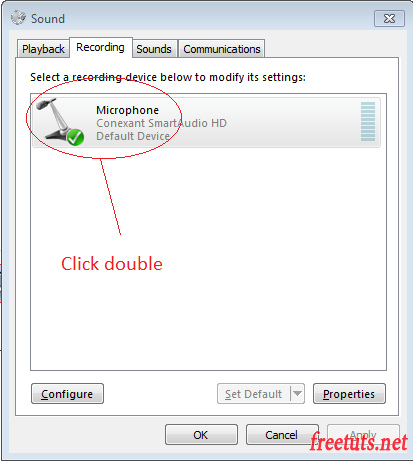 Sound
Playback Recording Sounds Communications
Select a recording device below to modify its settings:
Microphone
Conexant SmartAudio HD
Default Device
Click double
Configure Set Default Properties
OK Cancel Apply
freetuts.net